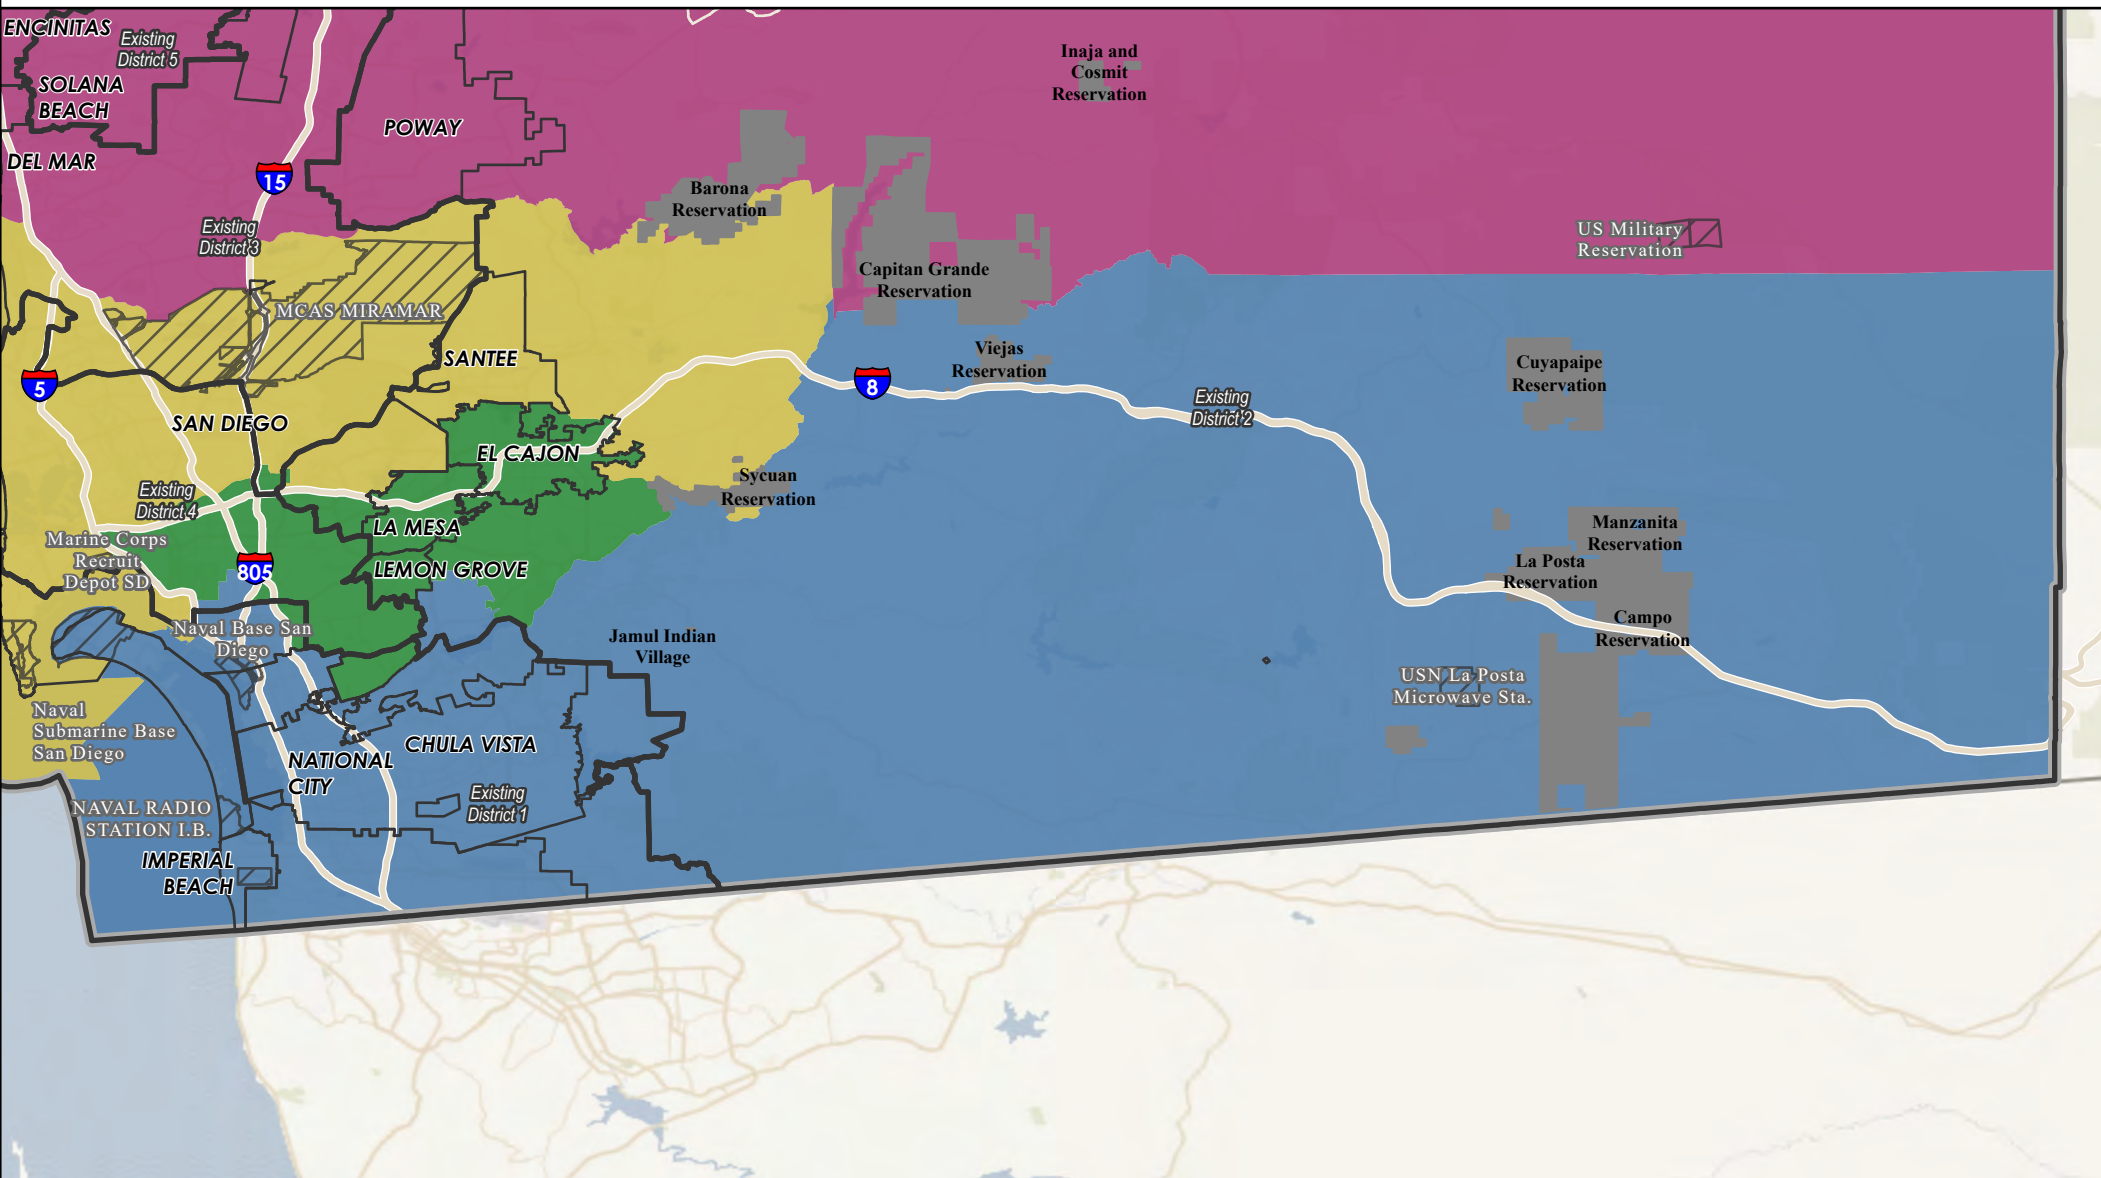 ENCINITAS
Existing
District 5
SOLANA
BEACH
DEL MAR
POWAY
15
Inaja and
Cosmit
Reservation
Barona
Reservation
Existing
District 3
US Military
Reservation
Capitan Grande
Reservation
MCAS MIRAMAR
SANTEE
Viejas
Reservation
Cuyapaipe
Reservation
5
8
Existing
District 2
SAN DIEGO
EL CAJON
Sycuan
Reservation
Existing
District 4
LA MESA
Manzanita
Reservation
Marine Corps
Recruit
Depot SD
805
LEMON GROVE
La Posta
Reservation
Campo
Reservation
Naval Base San
Diego
Jamul Indian
Village
USN La Posta
Microwave Sta.
Naval
Submarine Base
San Diego
CHULA VISTA
NATIONAL
CITY
Existing
District 1
NAVAL RADIO
STATION I.B.
IMPERIAL
BEACH